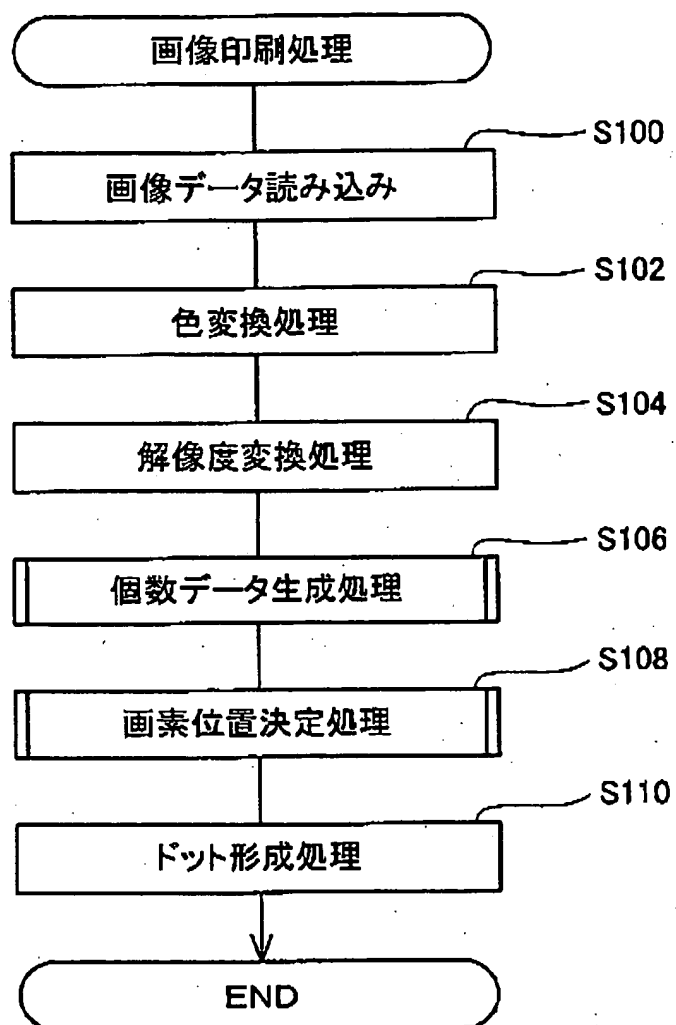 画像印刷処理
S100
画像データ読み込み
S102
色変換処理
S104
解像度変換処理
S106
個数データ生成処理
S108
画素位置決定処理
S110
ドット形成処理
END